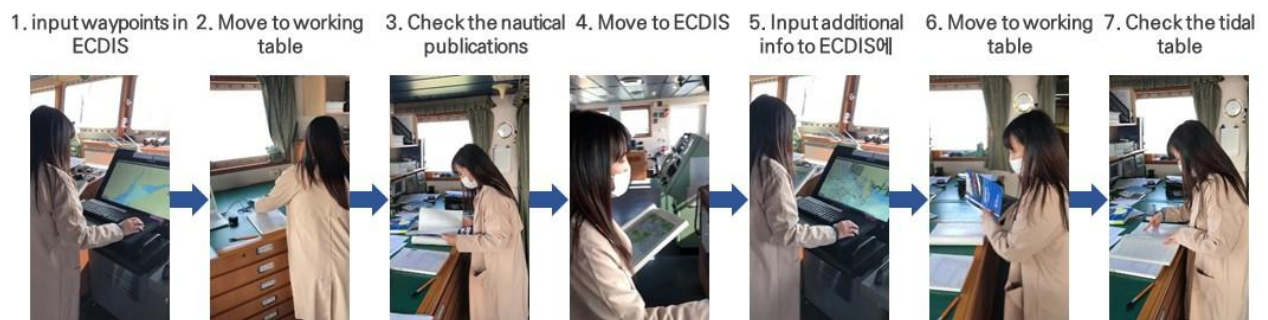 1. input waypoints in
ECDIS
2. Move to working
table
3. Check the nautical
publications
4. Move to ECDIS
5. Input additional
info to ECDIS에
6. Move to working
table
7. Check the tidal
table